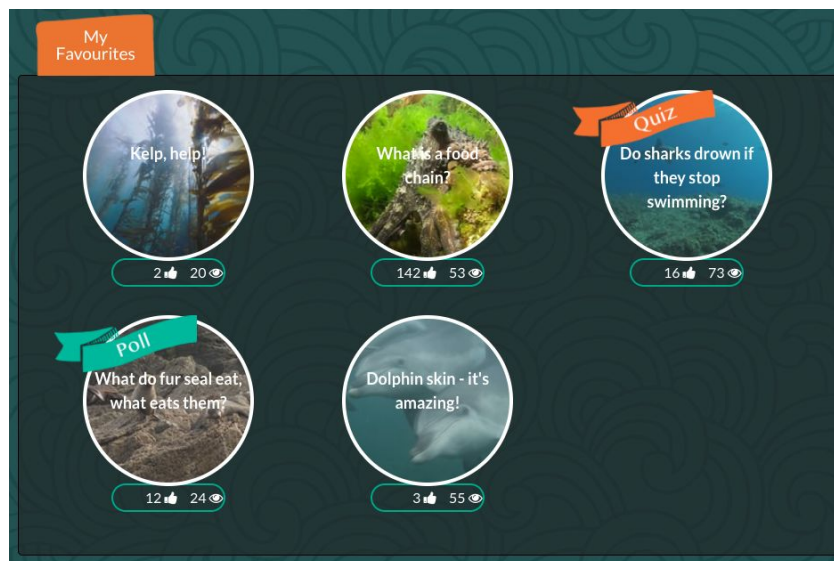 My
Favourites
Kelp, help!
2 20
What is a food
chain?
142 53
Quiz
Do sharks drown if
they stop
swimming?
16 73
Poll
What do fur seal eat,
what eats them?
12 24
Dolphin skin - it's
amazing!
3 55